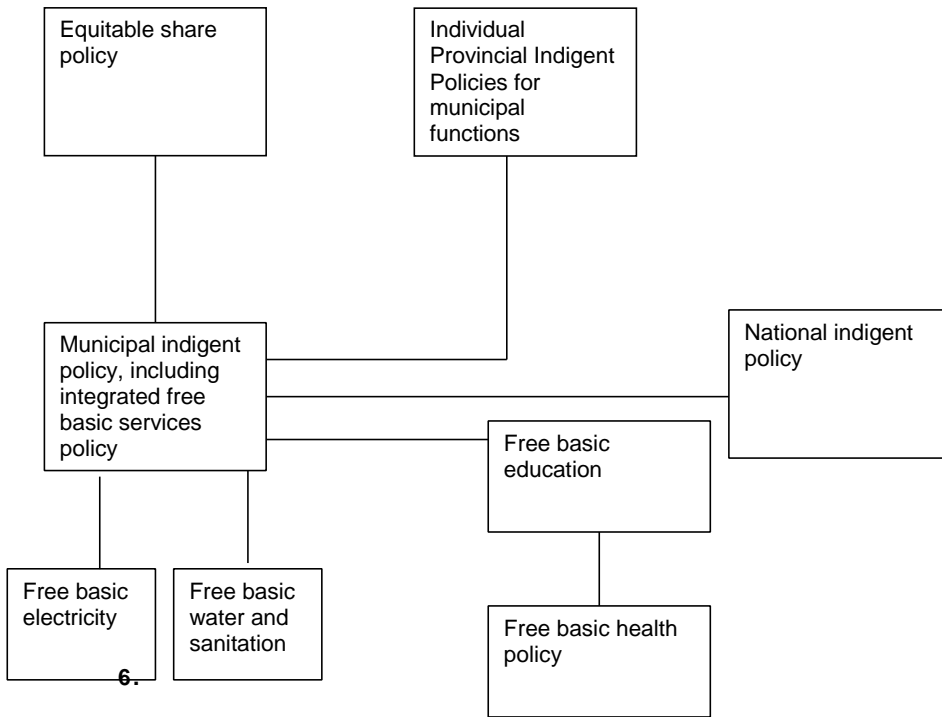 Equitable share
policy
Individual
Provincial Indigent
Policies for
municipal
functions
Municipal indigent
policy, including
integrated free
basic services
policy
National indigent
policy
Free basic
education
Free basic
electricity
Free basic
water and
sanitation
Free basic health
policy
6.